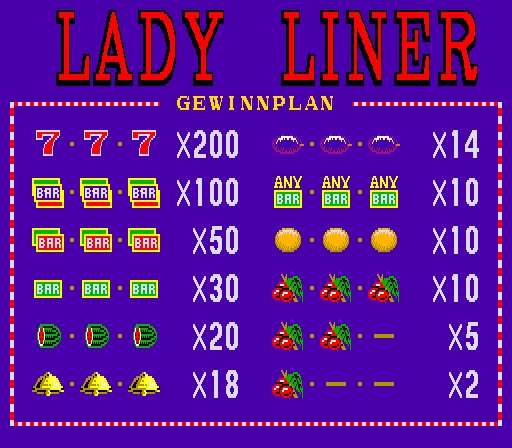 LADY LINER
GEWINNPLAN
7 · 7 · 7 X200 X14
BAR · BAR · BAR X100 ANY BAR · ANY BAR · ANY BAR X10
BAR · BAR · BAR X50 X10
BAR · BAR · BAR X30 X10
X20 X5
X18 X2